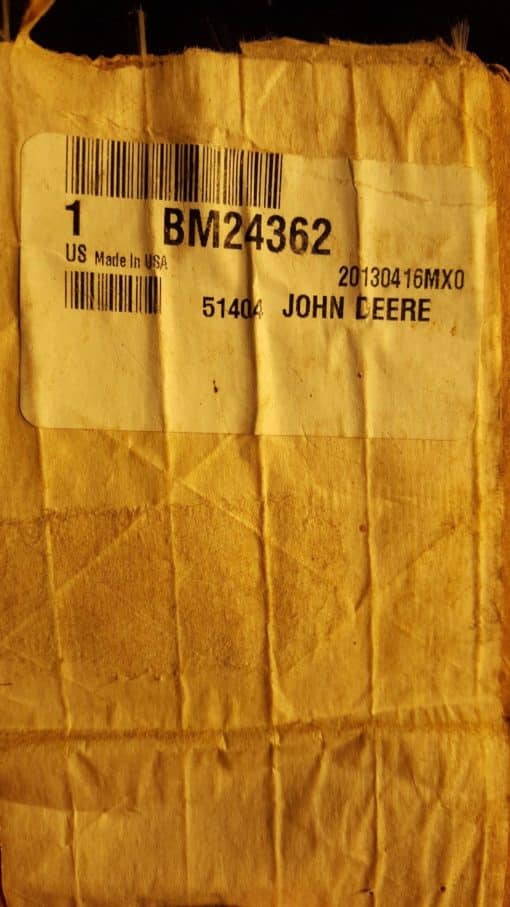 1 BM24362
US Made In USA
20130416MX0
51404 JOHN DEERE